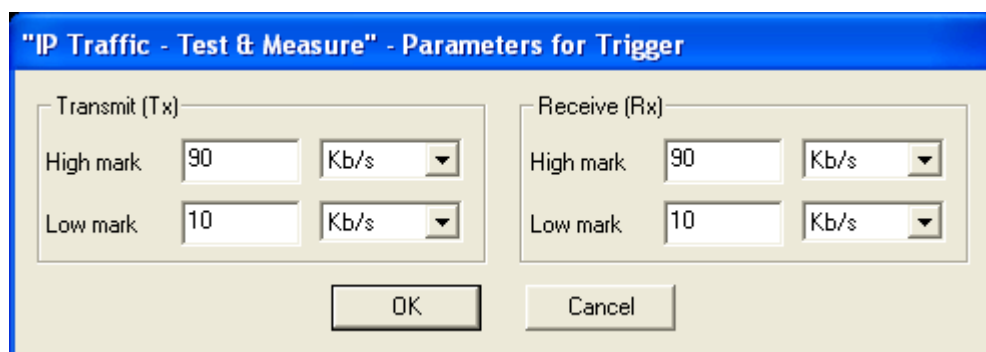 "IP Traffic - Test & Measure" - Parameters for Trigger
Transmit (Tx)
High mark 90 Kb/s
Low mark 10 Kb/s
Receive (Rx)
High mark 90 Kb/s
Low mark 10 Kb/s
OK Cancel